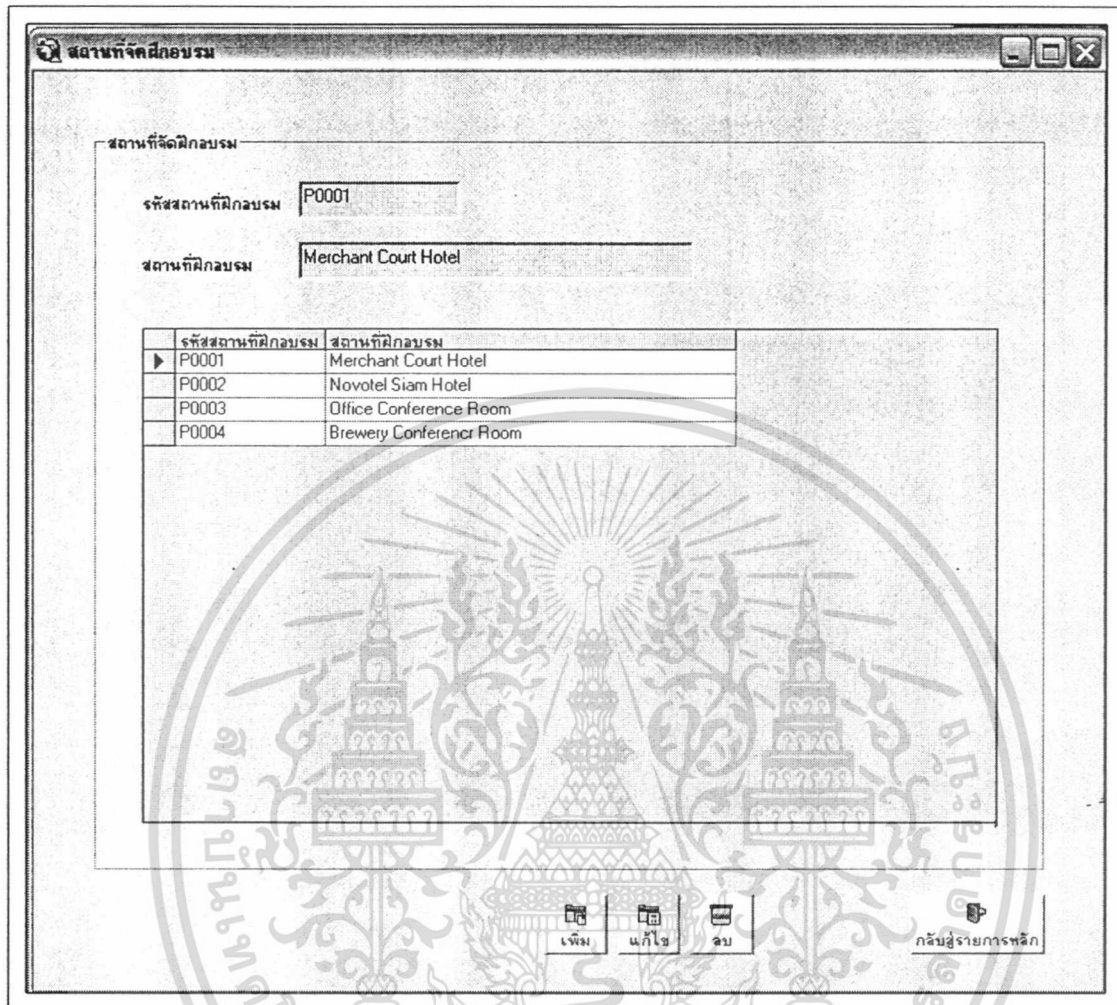 สถานที่จัดฝึกอบรม
สถานที่จัดฝึกอบรม
รหัสสถานที่ฝึกอบรม P0001
สถานที่ฝึกอบรม Merchant Court Hotel
รหัสสถานที่ฝึกอบรม สถานที่ฝึกอบรม
P0001 Merchant Court Hotel
P0002 Novotel Siam Hotel
P0003 Office Conference Room
P0004 Brewery Conferencr Room
เพิ่ม แก้ไข ลบ กลับสู่รายการหลัก